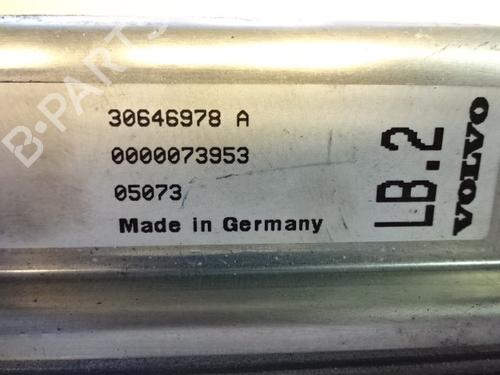 30646978 A
0000073953
05073
Made in Germany
LB.2
VOLVO
B-PARTS